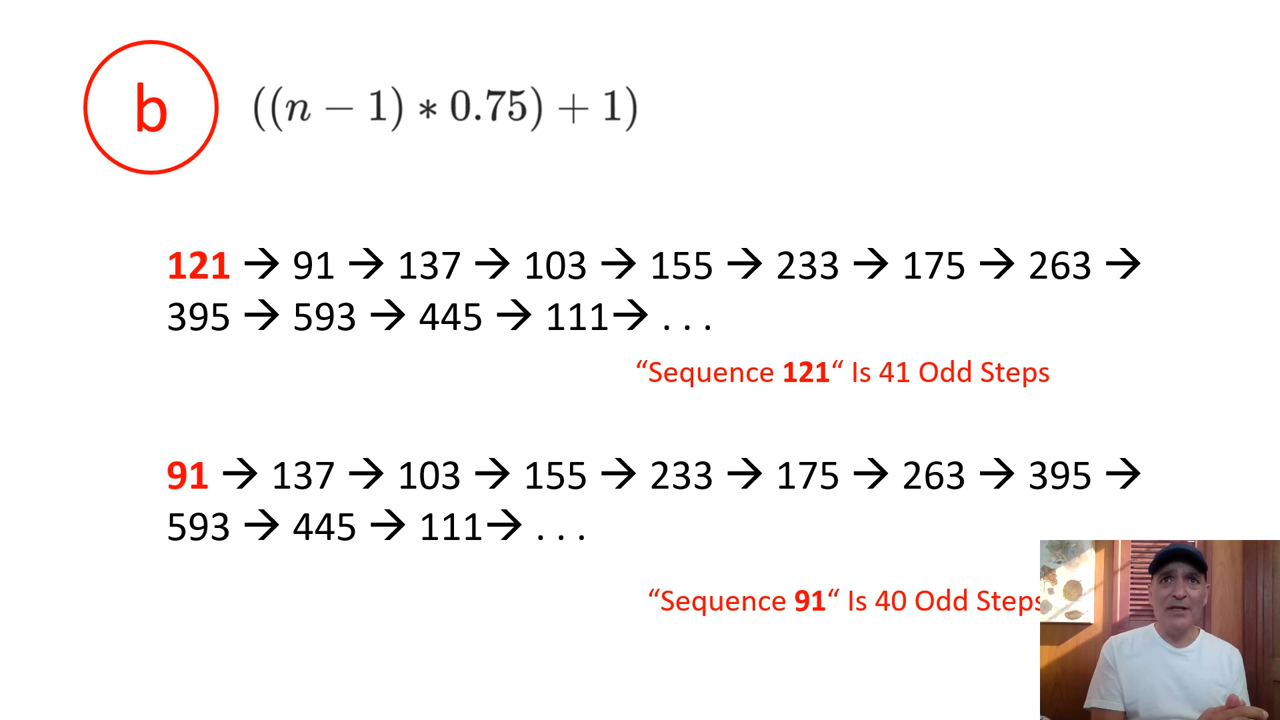 b
((n − 1) ∗ 0.75) + 1)
121 → 91 → 137 → 103 → 155 → 233 → 175 → 263 →
395 → 593 → 445 → 111→ . . .
“Sequence 121“ Is 41 Odd Steps
91 → 137 → 103 → 155 → 233 → 175 → 263 → 395 →
593 → 445 → 111→ . . .
“Sequence 91“ Is 40 Odd Steps